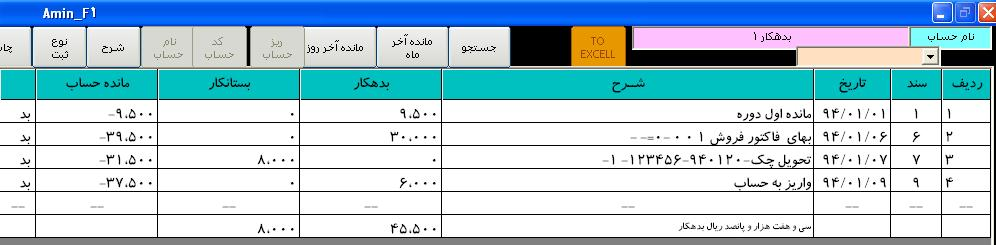 Amin_F1
نام حساب بدهکار ۱ TO EXCELL جستجو مانده آخر ماه مانده آخر روز ریز حساب کد حساب نام حساب شرح نوع ثبت چاپ
ردیف سند تاریخ شــرح بدهکار بستانکار مانده حساب
۱ ۱ ۹۴/۰۱/۰۱ مانده اول دوره ۹،۵۰۰ ۰ -۹،۵۰۰ بد
۲ ۶ ۹۴/۰۱/۰۶ بهای فاکتور فروش ۱ ۰ ۰ -۰=- - ۳۰،۰۰۰ ۰ -۳۹،۵۰۰ بد
۳ ۷ ۹۴/۰۱/۰۷ تحویل چک-۹۴۰۱۲۰-۱۲۳۴۵۶ -۱- ۰ ۸،۰۰۰ -۳۱،۵۰۰ بد
۴ ۹ ۹۴/۰۱/۰۹ واریز به حساب ۶،۰۰۰ ۰ -۳۷،۵۰۰ بد
-- -- -- -- -- -- -- --
سی و هفت هزار و پانصد ریال بدهکار ۴۵،۵۰۰ ۸،۰۰۰